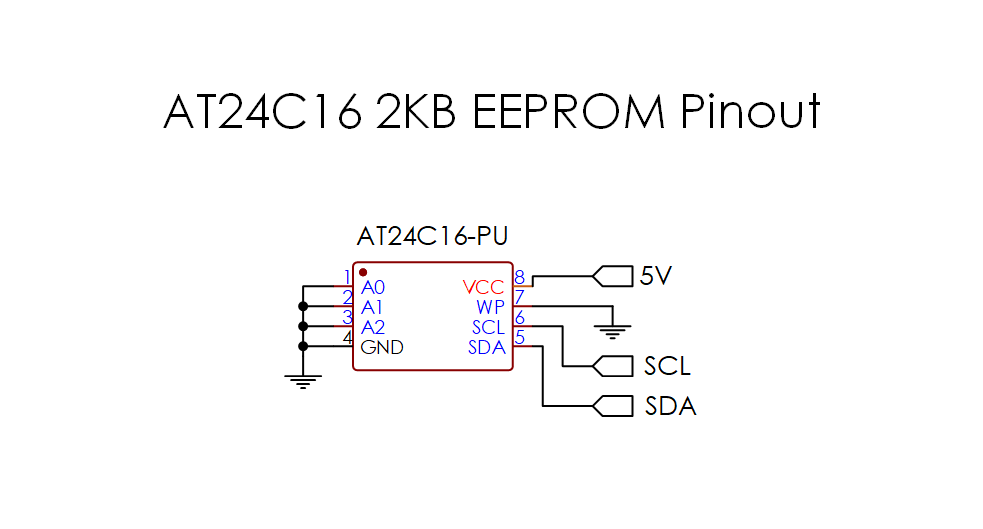 AT24C16 2KB EEPROM Pinout
AT24C16-PU
1 A0 VCC 8 5V
2 A1 WP 7
3 A2 SCL 6
4 GND SDA 5
SCL
SDA